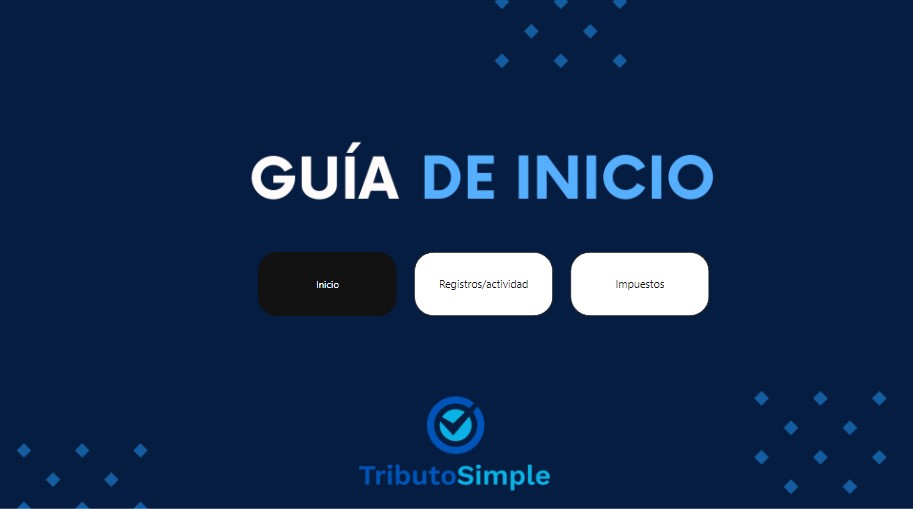 GUÍA DE INICIO
Inicio
Registros/actividad
Impuestos
TributoSimple